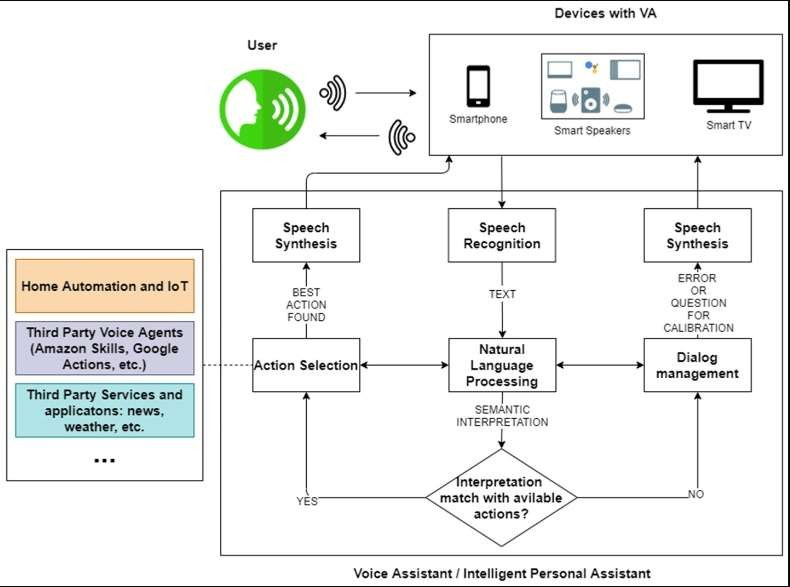 Devices with VA
User
Smartphone
Smart Speakers
Smart TV
Speech
Synthesis
Speech
Recognition
Speech
Synthesis
BEST
ACTION
FOUND
TEXT
ERROR
OR
QUESTION
FOR
CALIBRATION
Home Automation and IoT
Third Party Voice Agents
(Amazon Skills, Google
Actions, etc.)
Third Party Services and
applicatons: news,
weather, etc.
...
Action Selection
Natural
Language
Processing
Dialog
management
SEMANTIC
INTERPRETATION
Interpretation
match with avilable
actions?
YES
NO
Voice Assistant / Intelligent Personal Assistant